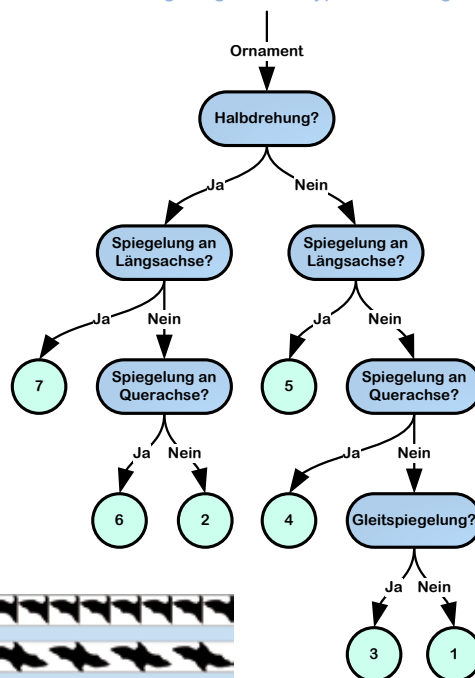 Ornament
Halbdrehung?
Ja
Nein
Spiegelung an
Längsachse?
Spiegelung an
Längsachse?
Ja
Nein
Ja
Nein
7
Spiegelung an
Querachse?
5
Spiegelung an
Querachse?
Ja
Nein
Ja
Nein
6
2
4
Gleitspiegelung?
Ja
Nein
3
1